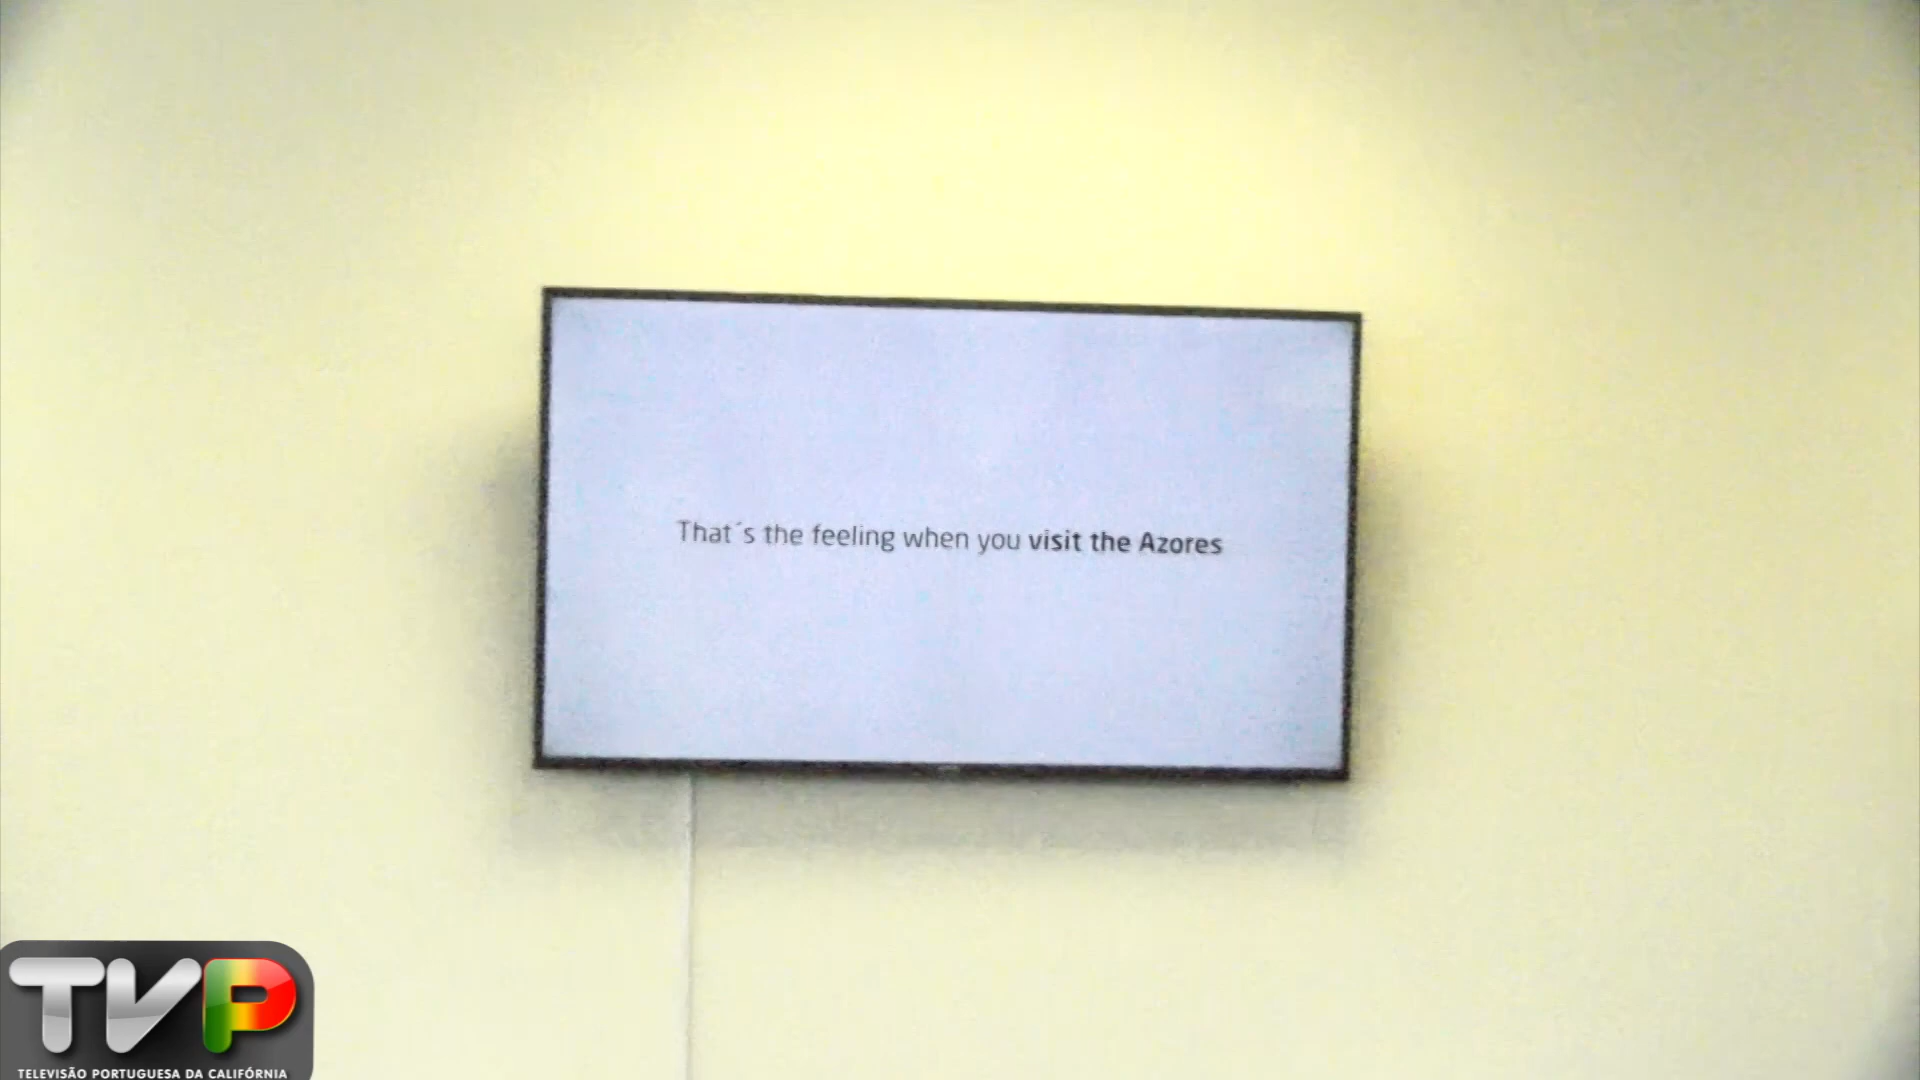 That´s the feeling when you visit the Azores
TVP
TELEVISÃO PORTUGUESA DA CALIFÓRNIA